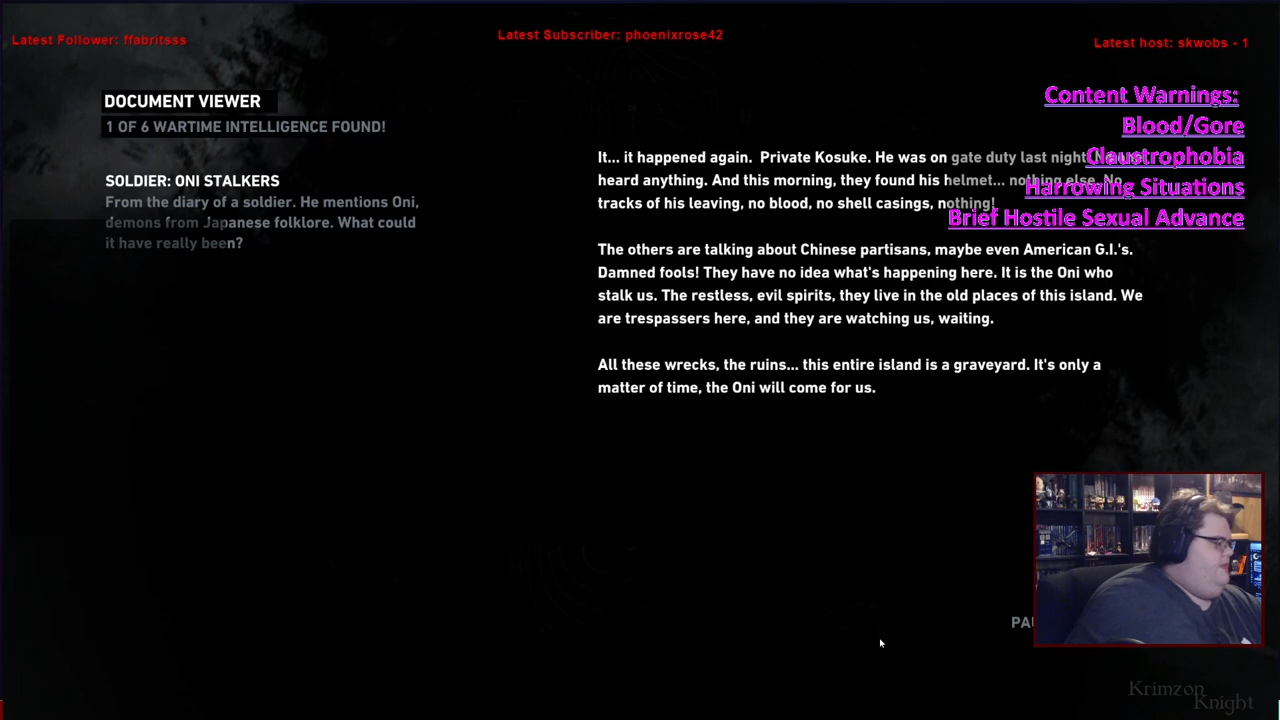 Latest Follower: ffabritsss
Latest Subscriber: phoenixrose42
Latest host: skwobs - 1
DOCUMENT VIEWER
1 OF 6 WARTIME INTELLIGENCE FOUND!
SOLDIER: ONI STALKERS
From the diary of a soldier. He mentions Oni,
demons from Japanese folklore. What could
it have really been?
It... it happened again. Private Kosuke. He was on gate duty last night.
heard anything. And this morning, they found his helmet... nothing else. No
tracks of his leaving, no blood, no shell casings, nothing!
The others are talking about Chinese partisans, maybe even American G.I.'s.
Damned fools! They have no idea what's happening here. It is the Oni who
stalk us. The restless, evil spirits, they live in the old places of this island. We
are trespassers here, and they are watching us, waiting.
All these wrecks, the ruins... this entire island is a graveyard. It's only a
matter of time, the Oni will come for us.
Content Warnings:
Blood/Gore
Claustrophobia
Harrowing Situations
Brief Hostile Sexual Advance
Krimzon
Knight